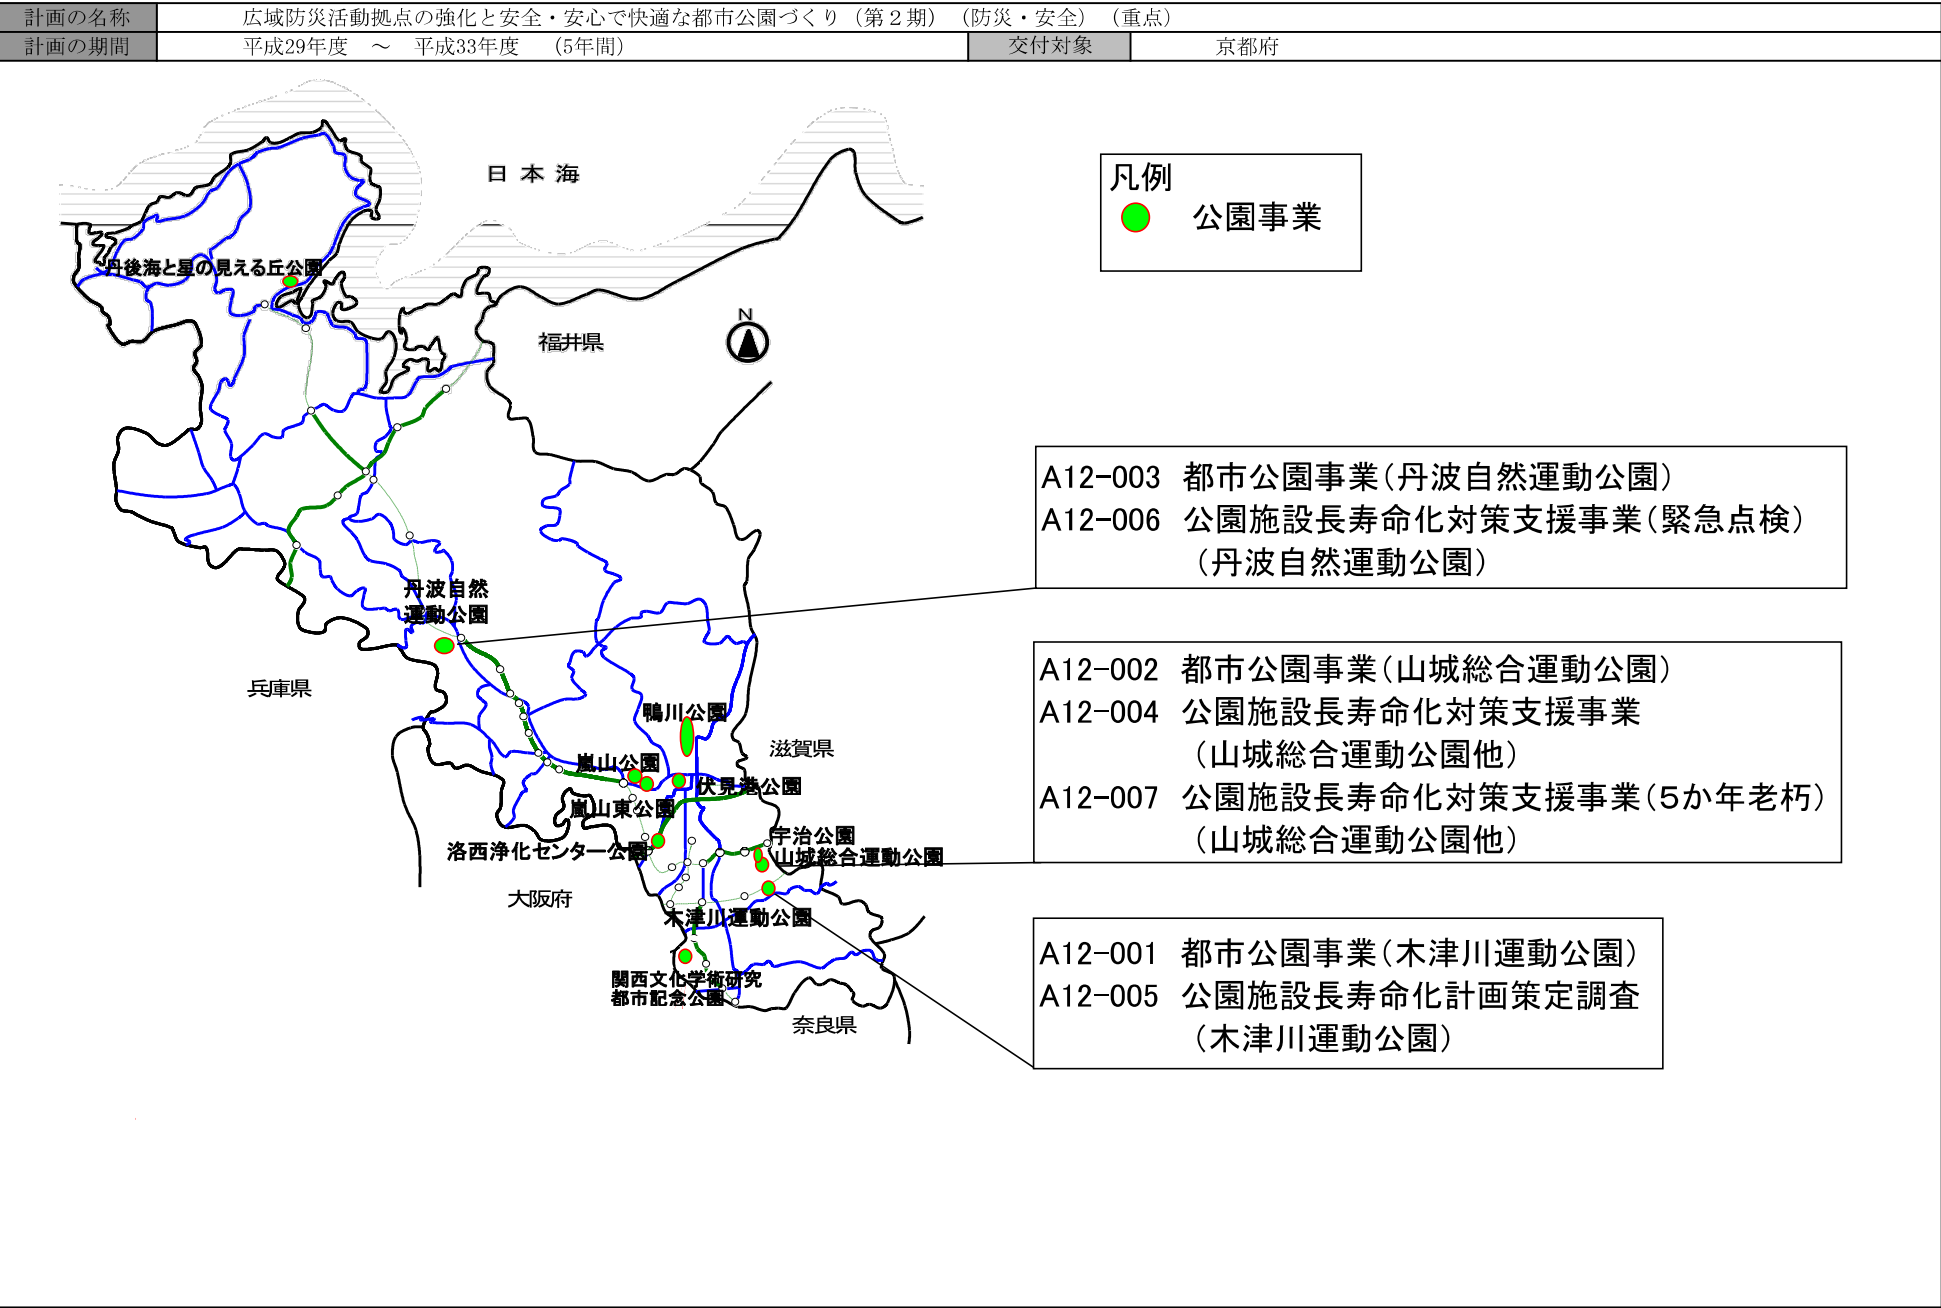 計画の名称 広域防災活動拠点の強化と安全・安心で快適な都市公園づくり（第２期）（防災・安全）（重点）
計画の期間 平成29年度 ～ 平成33年度 （5年間） 交付対象 京都府
日本海
凡例
公園事業
丹後海と星の見える丘公園
N
福井県
A12-003 都市公園事業（丹波自然運動公園）
A12-006 公園施設長寿命化対策支援事業（緊急点検）
（丹波自然運動公園）
丹波自然
運動公園
兵庫県
A12-002 都市公園事業（山城総合運動公園）
A12-004 公園施設長寿命化対策支援事業
（山城総合運動公園他）
A12-007 公園施設長寿命化対策支援事業（５か年老朽）
（山城総合運動公園他）
鴨川公園
滋賀県
嵐山公園
伏見港公園
嵐山東公園
宇治公園
洛西浄化センター公園
山城総合運動公園
大阪府
木津川運動公園
A12-001 都市公園事業（木津川運動公園）
A12-005 公園施設長寿命化計画策定調査
（木津川運動公園）
関西文化学術研究
都市記念公園
奈良県